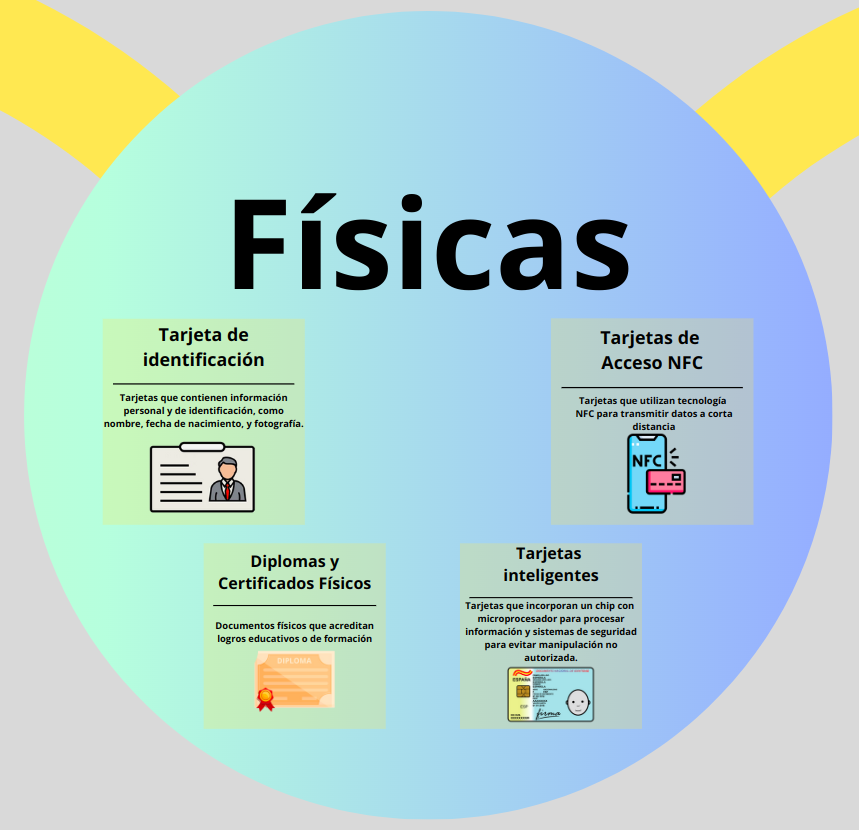 Físicas
Tarjeta de
identificación
Tarjetas que contienen información
personal y de identificación, como
nombre, fecha de nacimiento, y fotografía.
Tarjetas de
Acceso NFC
Tarjetas que utilizan tecnología
NFC para transmitir datos a corta
distancia
NFC
Diplomas y
Certificados Físicos
Documentos físicos que acreditan
logros educativos o de formación
DIPLOMA
Tarjetas
inteligentes
Tarjetas que incorporan un chip con
microprocesador para procesar
información y sistemas de seguridad
para evitar manipulación no
autorizada.
ESPAÑA
ESP
firma